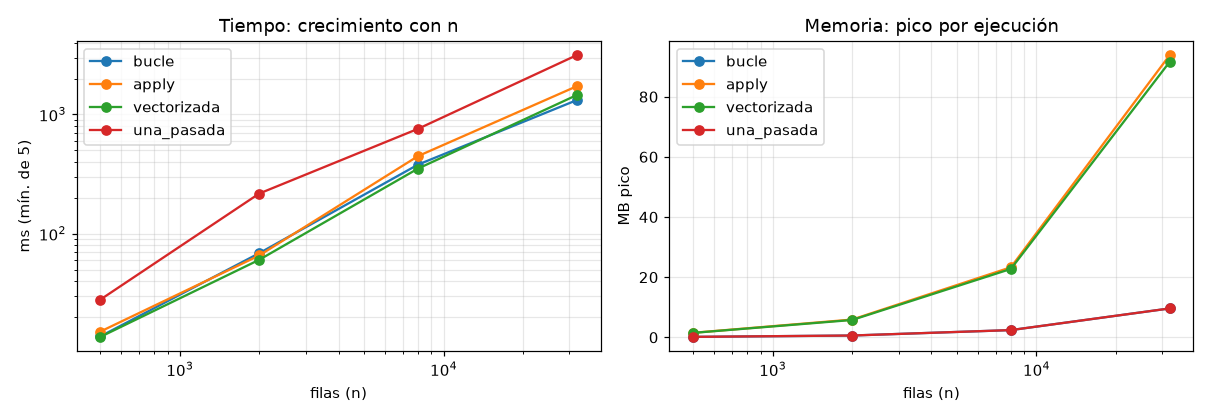 Tiempo: crecimiento con n
bucle
apply
vectorizada
una_pasada
10³
10²
ms (mín. de 5)
10³
10⁴
filas (n)
Memoria: pico por ejecución
bucle
apply
vectorizada
una_pasada
80
60
40
20
0
MB pico
10³
10⁴
filas (n)